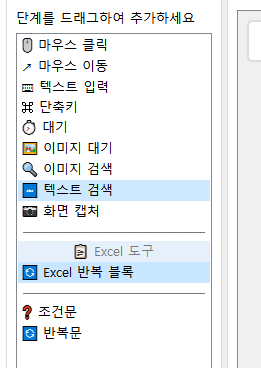 단계를 드래그하여 추가하세요
마우스 클릭
마우스 이동
텍스트 입력
단축키
대기
이미지 대기
이미지 검색
텍스트 검색
화면 캡처
Excel 도구
Excel 반복 블록
조건문
반복문